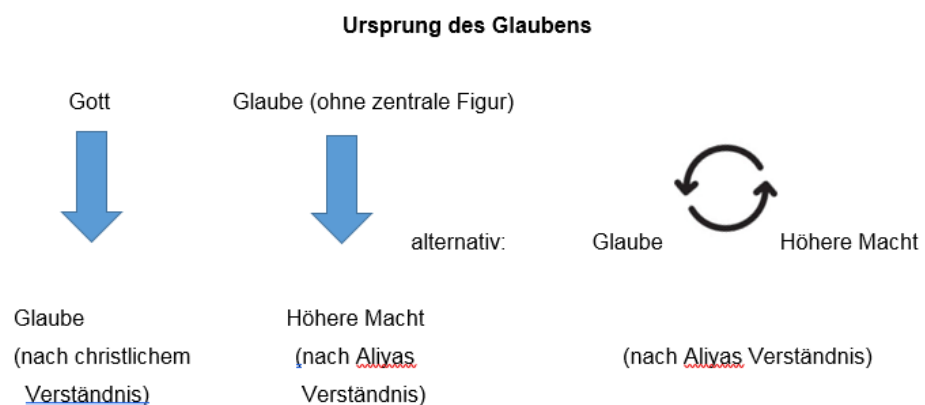 Ursprung des Glaubens
Gott Glaube (ohne zentrale Figur)
alternativ: Glaube Höhere Macht
Glaube Höhere Macht
(nach christlichem (nach Aliyas (nach Aliyas Verständnis)
Verständnis) Verständnis)